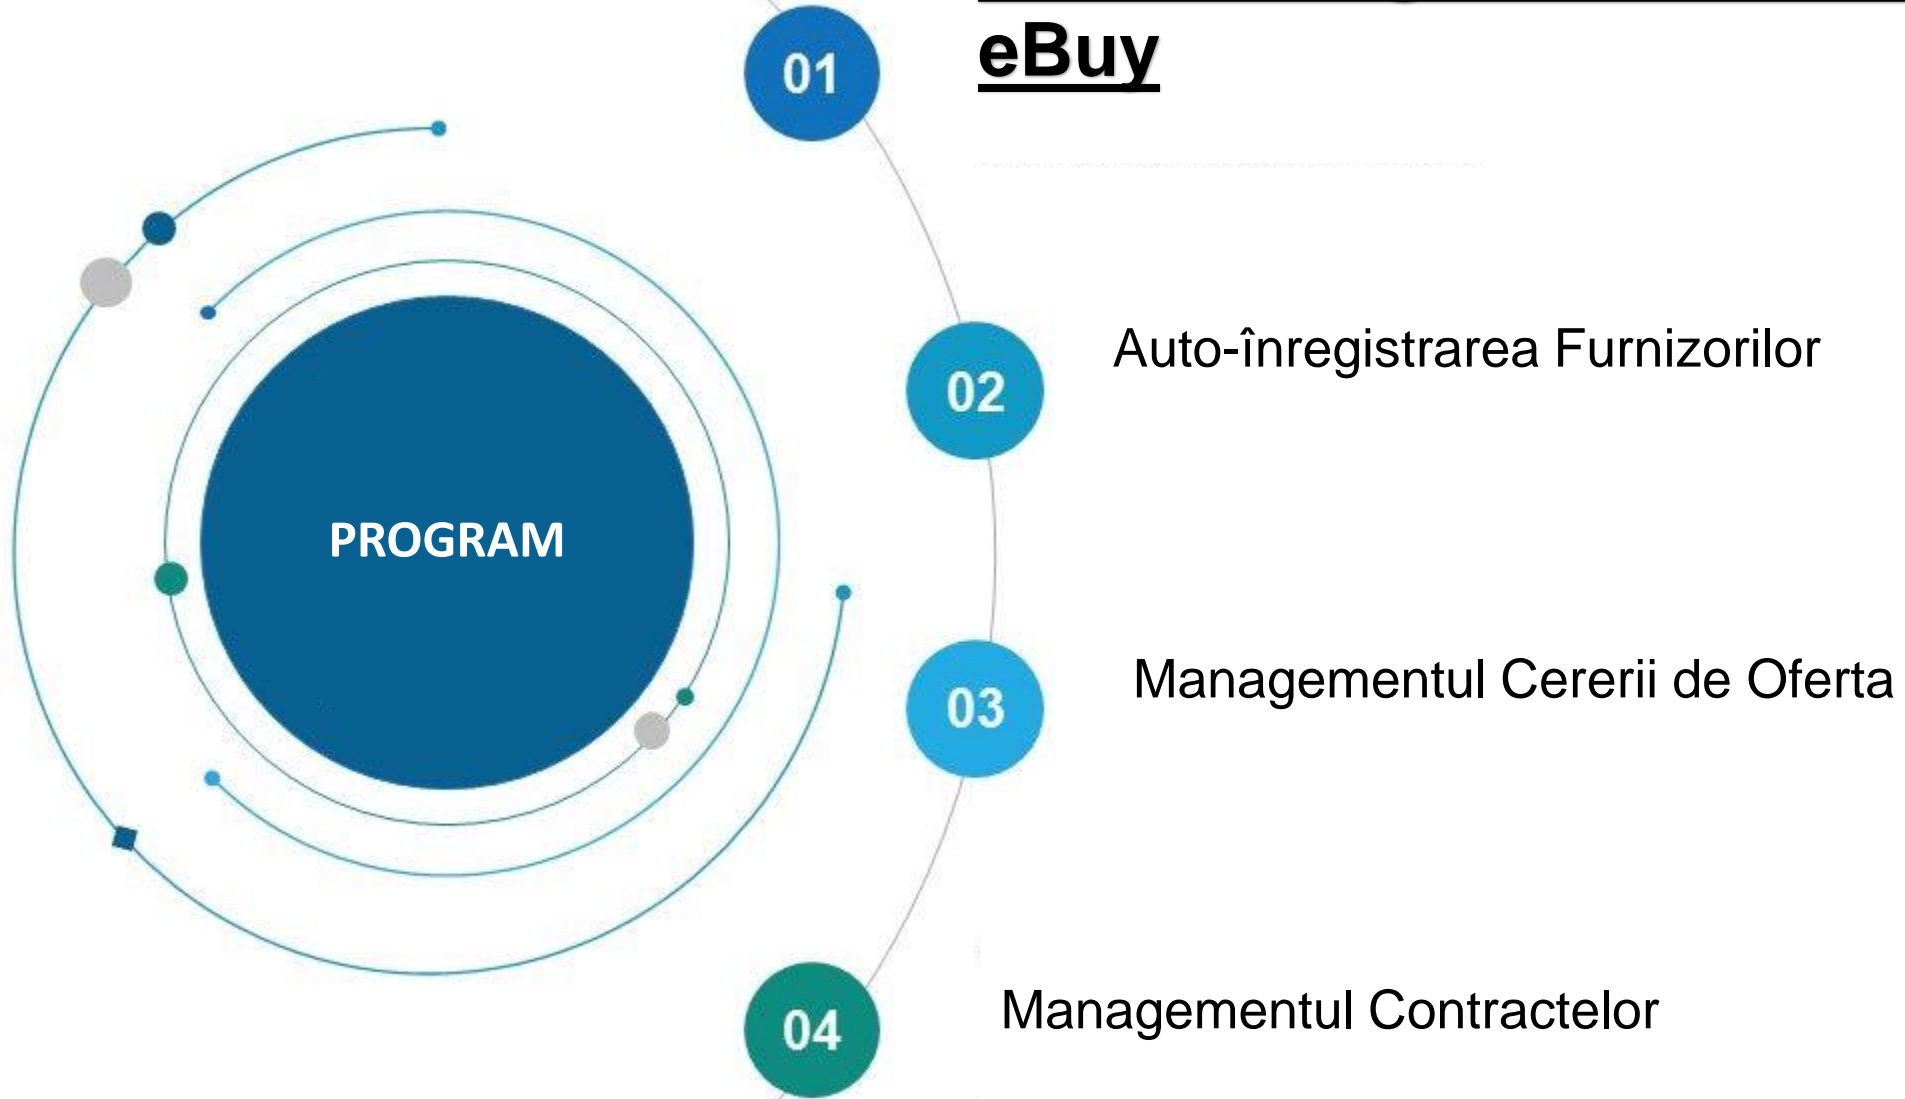 01
eBuy
02
Auto-înregistrarea Furnizorilor
PROGRAM
03
Managementul Cererii de Oferta
04
Managementul Contractelor